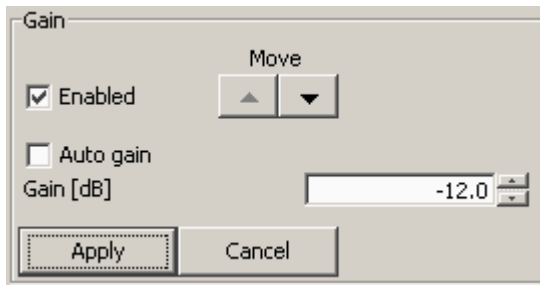 Gain
Move
Enabled
Auto gain
Gain [dB] -12.0
Apply Cancel